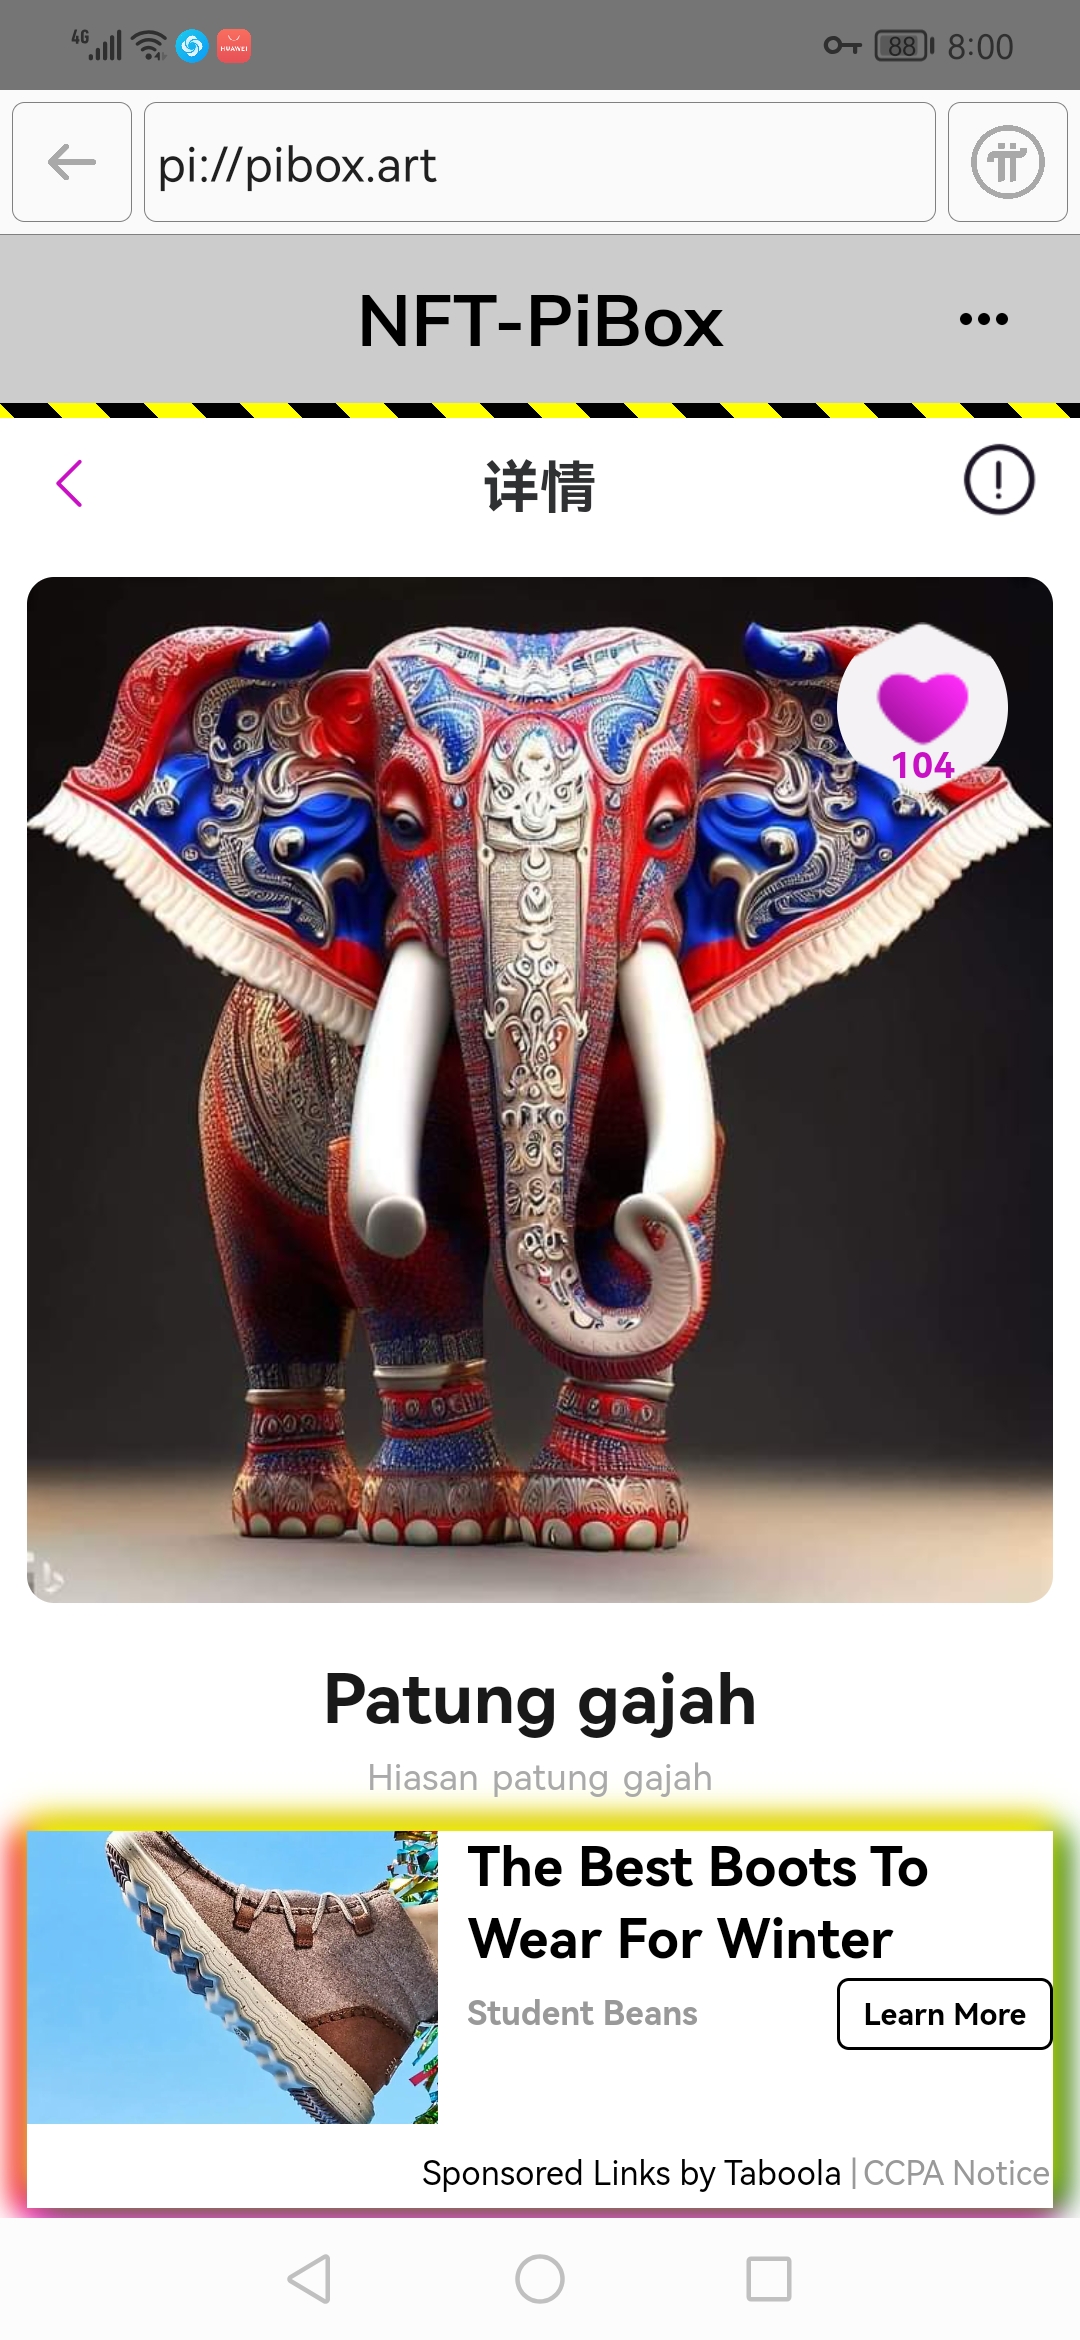 4G
HUAWEI
88
8:00
pi://pibox.art
NFT-PiBox
详情
104
Patung gajah
Hiasan patung gajah
The Best Boots To
Wear For Winter
Student Beans
Learn More
Sponsored Links by Taboola | CCPA Notice